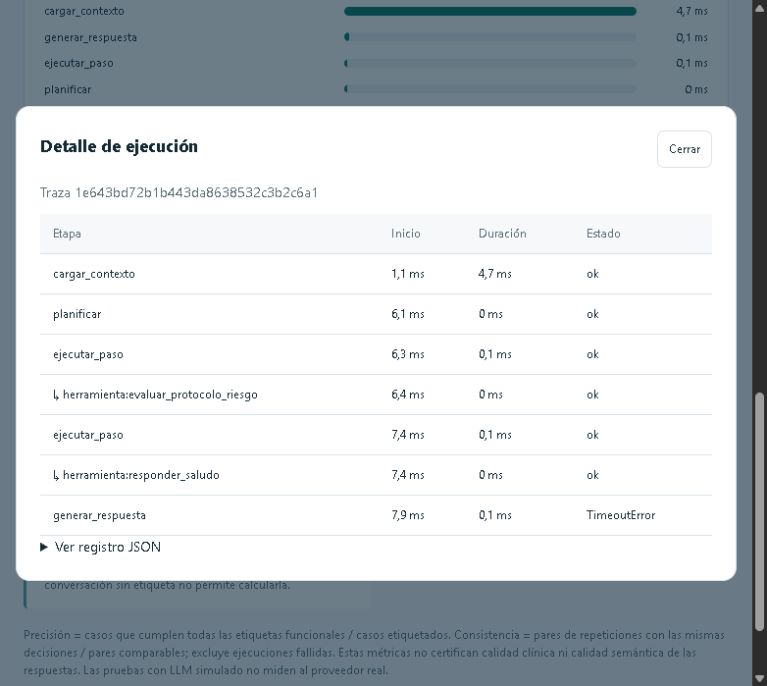 cargar_contexto 4,7 ms
generar_respuesta 0,1 ms
ejecutar_paso 0,1 ms
planificar 0 ms
Detalle de ejecución
Cerrar
Traza 1e643bd72b1b443da8638532c3b2c6a1
Etapa Inicio Duración Estado
cargar_contexto 1,1 ms 4,7 ms ok
planificar 6,1 ms 0 ms ok
ejecutar_paso 6,3 ms 0,1 ms ok
↳ herramienta:evaluar_protocolo_riesgo 6,4 ms 0 ms ok
ejecutar_paso 7,4 ms 0,1 ms ok
↳ herramienta:responder_saludo 7,4 ms 0 ms ok
generar_respuesta 7,9 ms 0,1 ms TimeoutError
▶ Ver registro JSON
conversación sin etiqueta no permite calcularla.
Precisión = casos que cumplen todas las etiquetas funcionales / casos etiquetados. Consistencia = pares de repeticiones con las mismas
decisiones / pares comparables; excluye ejecuciones fallidas. Estas métricas no certifican calidad clínica ni calidad semántica de las
respuestas. Las pruebas con LLM simulado no miden al proveedor real.